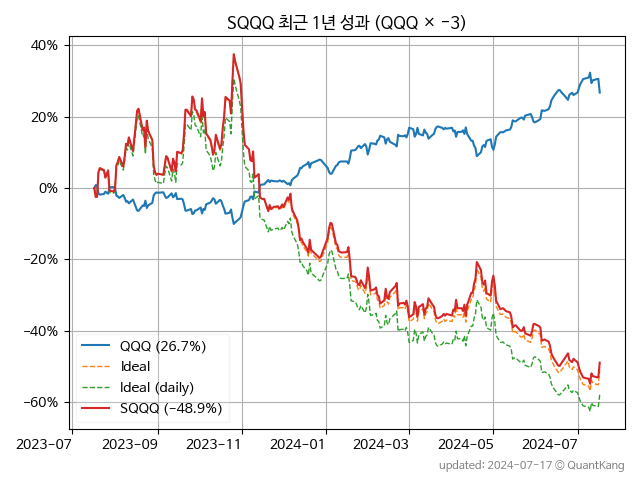 SQQQ 최근 1년 성과 (QQQ × −3)
40%
20%
0%
−20%
−40%
−60%
QQQ (26.7%)
Ideal
Ideal (daily)
SQQQ (−48.9%)
2023-07 2023-09 2023-11 2024-01 2024-03 2024-05 2024-07
updated: 2024-07-17 © QuantKang